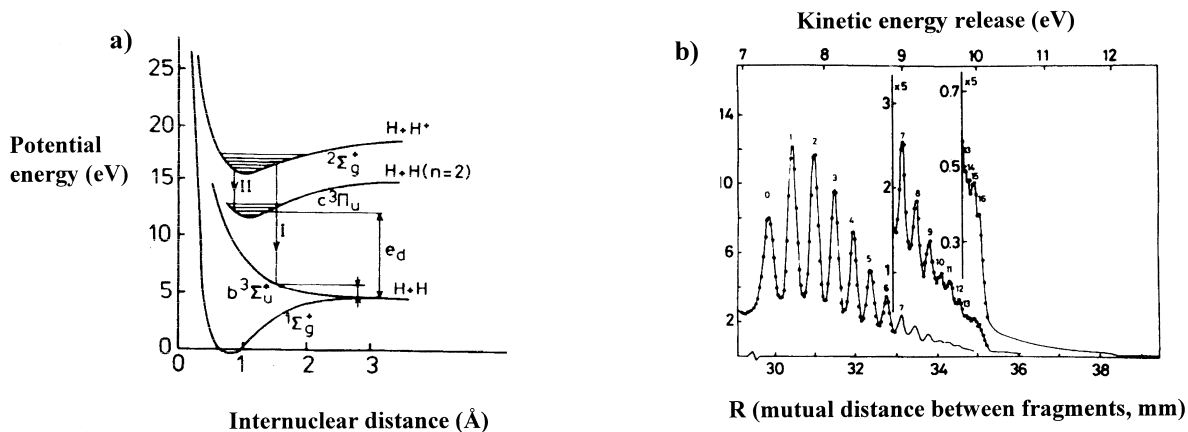 a)
25
20
15
10
5
0
Potential
energy (eV)
H+H⁺
²Σg⁺
H+H(n=2)
c³Πu
II
I
e_d
b³Σu⁺
H+H
¹Σg⁺
0 1 2 3
Internuclear distance (Å)
Kinetic energy release (eV)
b)
7 8 9 10 11 12
14
10
6
2
0 1 2 3 4 5 6 7
×5
3
2
1
7 8 9 10 11 12 13
×5
0.7
0.5
0.3
13 14 15 16
30 32 34 36 38
R (mutual distance between fragments, mm)